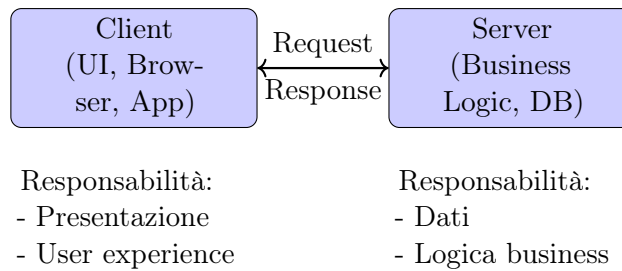 Client
(UI, Brow-
ser, App)
Request
Response
Server
(Business
Logic, DB)
Responsabilità:
- Presentazione
- User experience
Responsabilità:
- Dati
- Logica business